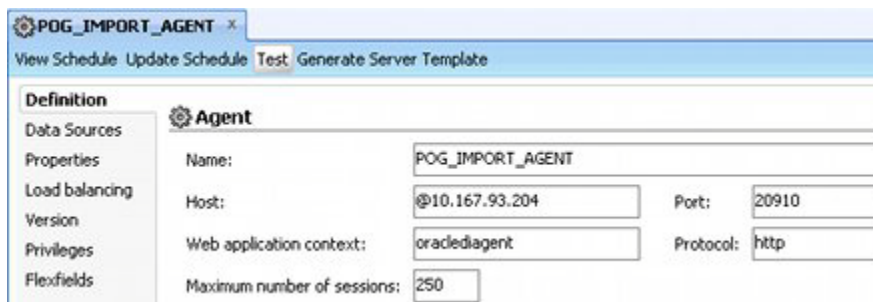 POG_IMPORT_AGENT ×
View Schedule Update Schedule Test Generate Server Template
Definition
Data Sources
Properties
Load balancing
Version
Privileges
Flexfields
Agent
Name: POG_IMPORT_AGENT
Host: @10.167.93.204 Port: 20910
Web application context: oraclediagent Protocol: http
Maximum number of sessions: 250